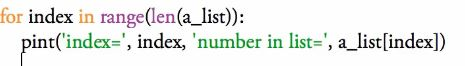 for index in range(len(a_list)):
    pint('index=', index, 'number in list=', a_list[index])